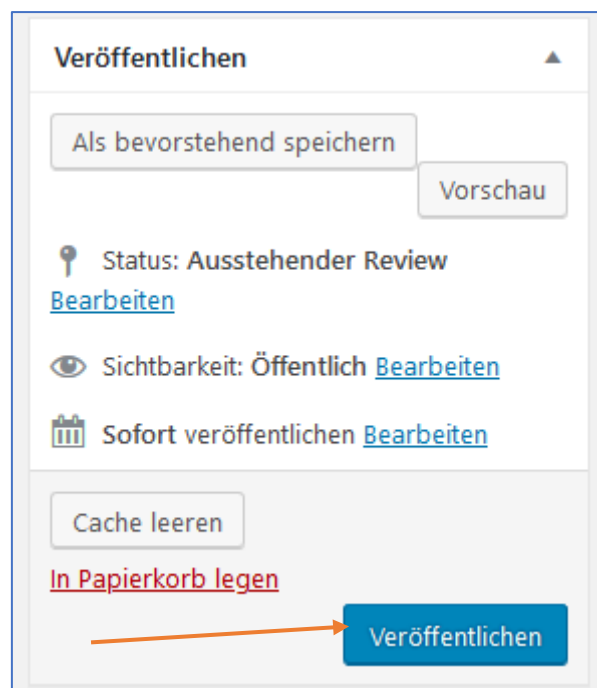 Veröffentlichen
Als bevorstehend speichern
Vorschau
Status: Ausstehender Review
Bearbeiten
Sichtbarkeit: Öffentlich Bearbeiten
Sofort veröffentlichen Bearbeiten
Cache leeren
In Papierkorb legen
Veröffentlichen